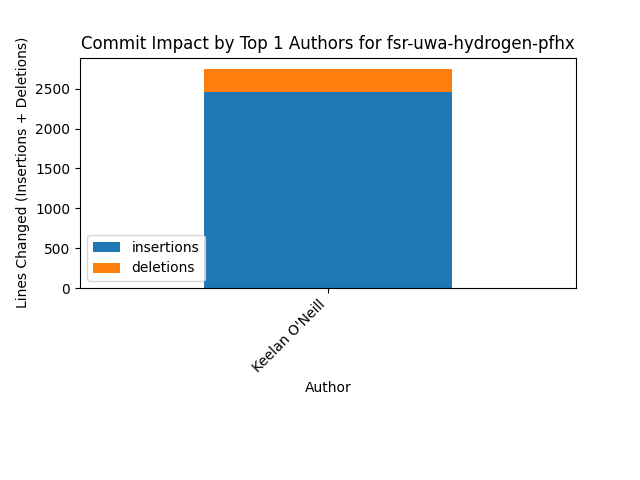 Commit Impact by Top 1 Authors for fsr-uwa-hydrogen-pfhx
Lines Changed (Insertions + Deletions)
2500
2000
1500
1000
500
0
insertions
deletions
Keelan O'Neill
Author